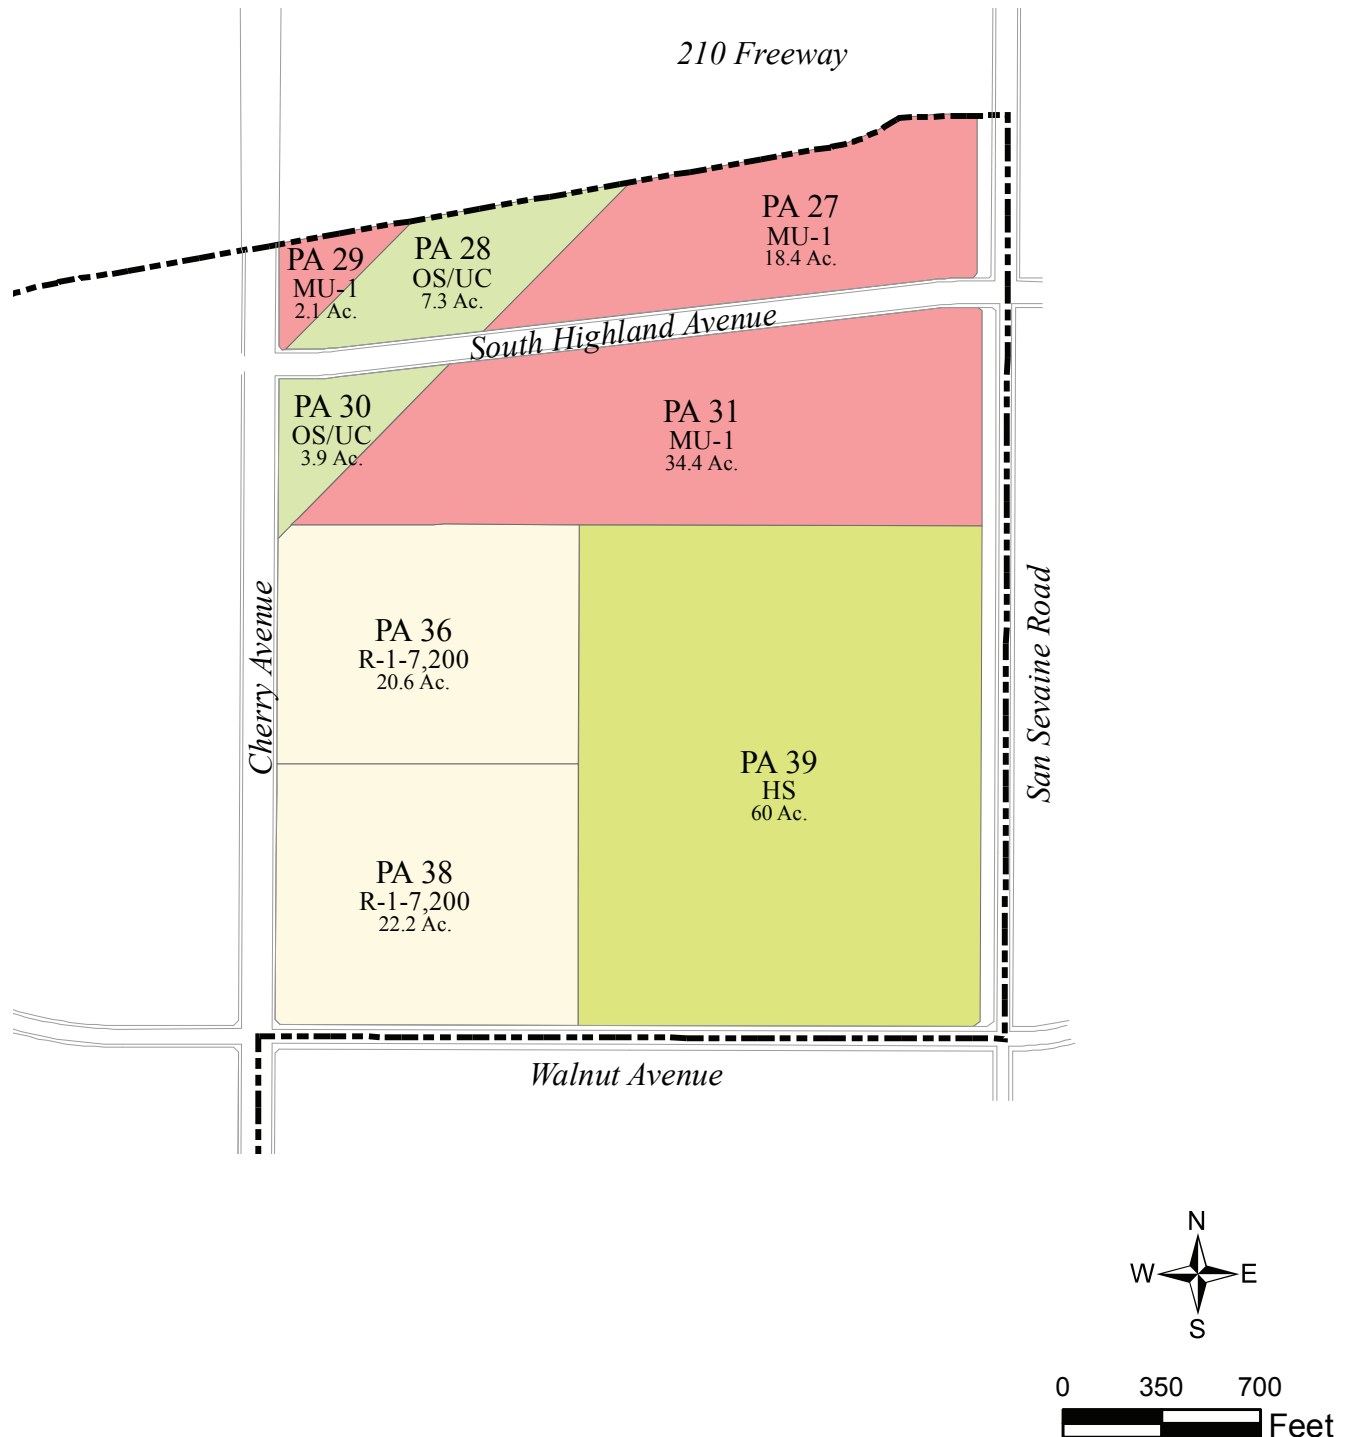 210 Freeway
PA 27
MU-1
18.4 Ac.
PA 28
OS/UC
7.3 Ac.
PA 29
MU-1
2.1 Ac.
South Highland Avenue
PA 30
OS/UC
3.9 Ac.
PA 31
MU-1
34.4 Ac.
Cherry Avenue
PA 36
R-1-7,200
20.6 Ac.
San Sevaine Road
PA 39
HS
60 Ac.
PA 38
R-1-7,200
22.2 Ac.
Walnut Avenue
N
W E
S
0 350 700
Feet